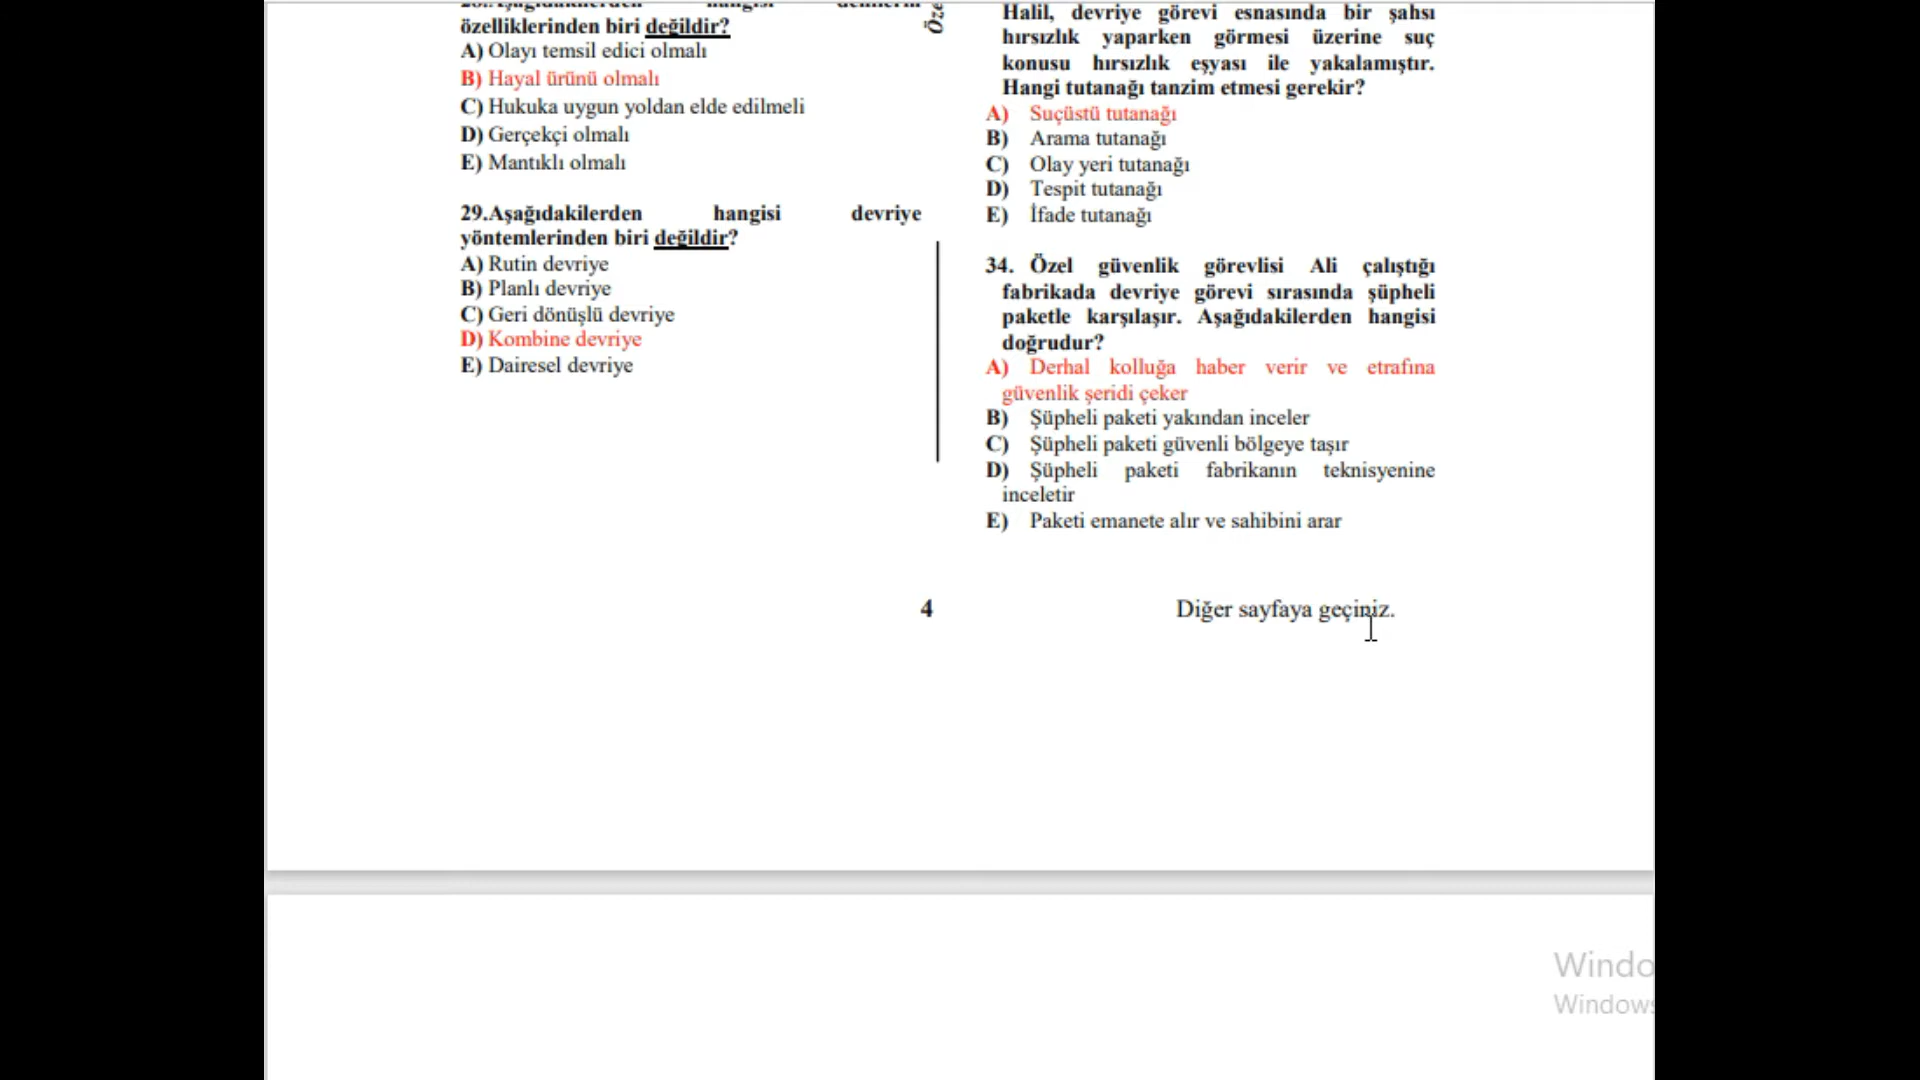 özelliklerinden biri değildir?
A) Olayı temsil edici olmalı
B) Hayal ürünü olmalı
C) Hukuka uygun yoldan elde edilmeli
D) Gerçekçi olmalı
E) Mantıklı olmalı
29.Aşağıdakilerden hangisi devriye
yöntemlerinden biri değildir?
A) Rutin devriye
B) Planlı devriye
C) Geri dönüşlü devriye
D) Kombine devriye
E) Dairesel devriye
Öze
Halil, devriye görevi esnasında bir şahsı
hırsızlık yaparken görmesi üzerine suç
konusu hırsızlık eşyası ile yakalamıştır.
Hangi tutanağı tanzim etmesi gerekir?
A) Suçüstü tutanağı
B) Arama tutanağı
C) Olay yeri tutanağı
D) Tespit tutanağı
E) İfade tutanağı
34. Özel güvenlik görevlisi Ali çalıştığı
fabrikada devriye görevi sırasında şüpheli
paketle karşılaşır. Aşağıdakilerden hangisi
doğrudur?
A) Derhal kolluğa haber verir ve etrafına
güvenlik şeridi çeker
B) Şüpheli paketi yakından inceler
C) Şüpheli paketi güvenli bölgeye taşır
D) Şüpheli paketi fabrikanın teknisyenine
inceletir
E) Paketi emanete alır ve sahibini arar
4
Diğer sayfaya geçiniz.
Windo
Windows